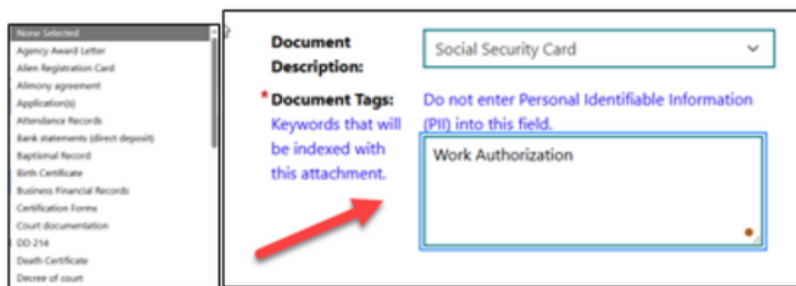 None Selected
Agency Award Letter
Alien Registration Card
Alimony agreement
Application(s)
Attendance Records
Bank statements (direct deposit)
Baptismal Record
Birth Certificate
Business Financial Records
Certification Forms
Court documentation
DD 214
Death Certificate
Decree of court
Document
Description:
Social Security Card
*Document Tags:
Keywords that will
be indexed with
this attachment.
Do not enter Personal Identifiable Information
(PII) into this field.
Work Authorization